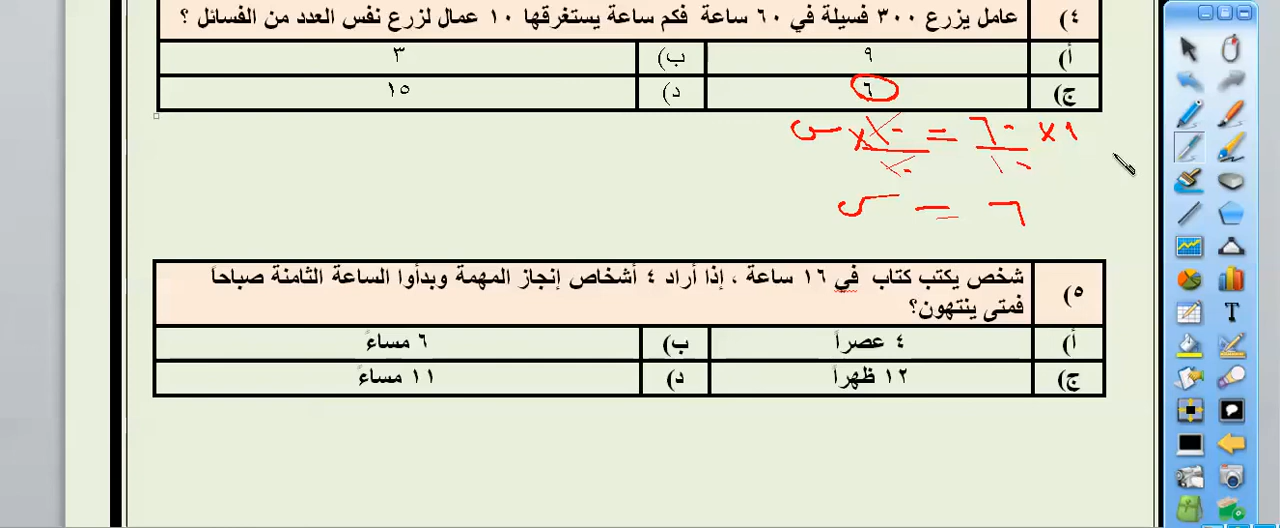 ٤) عامل يزرع ٣٠٠ فسيلة في ٦٠ ساعة فكم ساعة يستغرقها ١٠ عمال لزرع نفس العدد من الفسائل ؟
أ) ٩ ب) ٣
ج) ٦ د) ١٥
١ × ٦٠ = ١٠ × س
١٠ ١٠
٦ = س
٥) شخص يكتب كتاب في ١٦ ساعة ، إذا أراد ٤ أشخاص إنجاز المهمة وبدأوا الساعة الثامنة صباحاً
فمتى ينتهون؟
أ) ٤ عصراً ب) ٦ مساءً
ج) ١٢ ظهراً د) ١١ مساءً